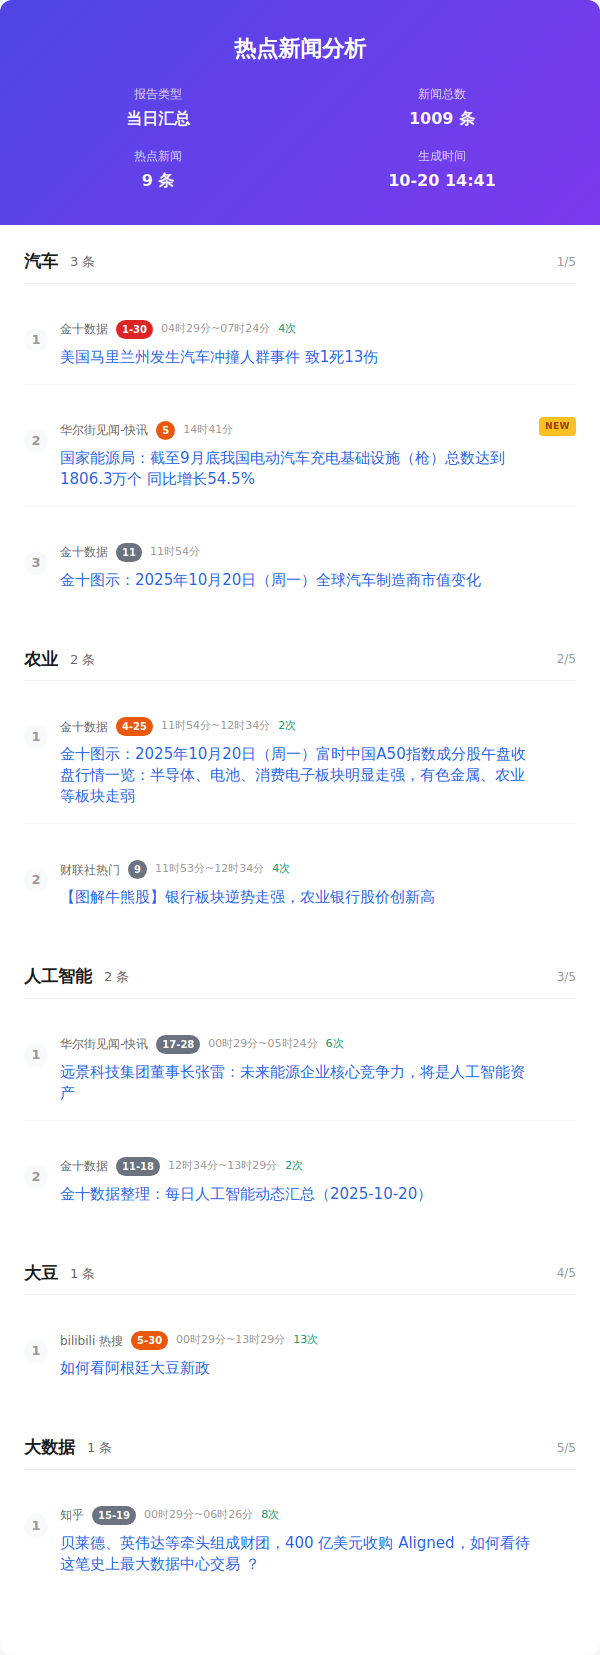 热点新闻分析
报告类型
当日汇总
新闻总数
1009 条
热点新闻
9 条
生成时间
10-20 14:41
汽车 3 条 1/5
1
金十数据 1-30 04时29分~07时24分 4次
美国马里兰州发生汽车冲撞人群事件 致1死13伤
2
华尔街见闻-快讯 5 14时41分 NEW
国家能源局：截至9月底我国电动汽车充电基础设施（枪）总数达到
1806.3万个 同比增长54.5%
3
金十数据 11 11时54分
金十图示：2025年10月20日（周一）全球汽车制造商市值变化
农业 2 条 2/5
1
金十数据 4-25 11时54分~12时34分 2次
金十图示：2025年10月20日（周一）富时中国A50指数成分股午盘收
盘行情一览：半导体、电池、消费电子板块明显走强，有色金属、农业
等板块走弱
2
财联社热门 9 11时53分~12时34分 4次
【图解牛熊股】银行板块逆势走强，农业银行股价创新高
人工智能 2 条 3/5
1
华尔街见闻-快讯 17-28 00时29分~05时24分 6次
远景科技集团董事长张雷：未来能源企业核心竞争力，将是人工智能资
产
2
金十数据 11-18 12时34分~13时29分 2次
金十数据整理：每日人工智能动态汇总（2025-10-20）
大豆 1 条 4/5
1
bilibili 热搜 5-30 00时29分~13时29分 13次
如何看阿根廷大豆新政
大数据 1 条 5/5
1
知乎 15-19 00时29分~06时26分 8次
贝莱德、英伟达等牵头组成财团，400 亿美元收购 Aligned，如何看待
这笔史上最大数据中心交易 ？